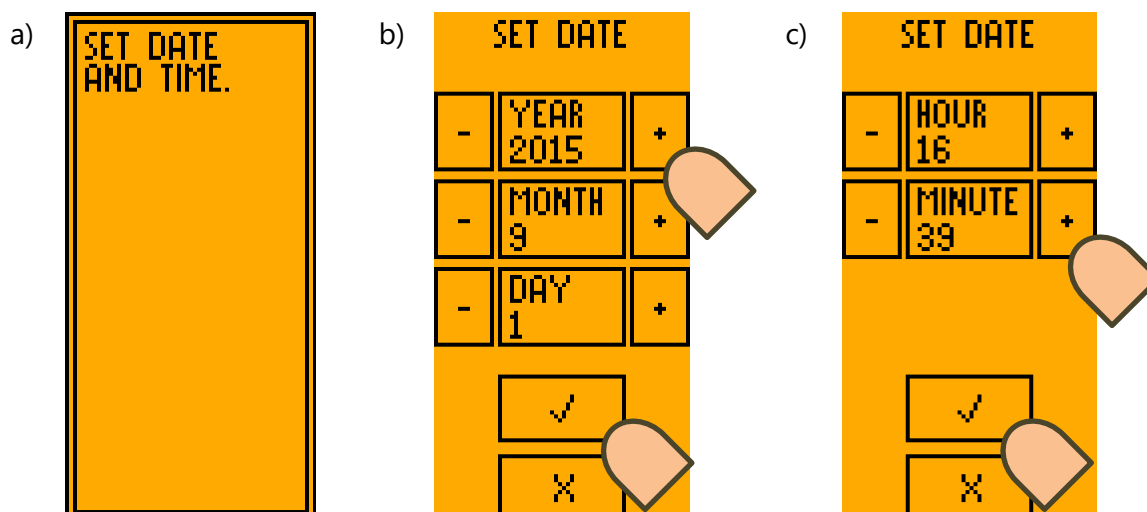 a)
SET DATE
AND TIME.
b)
SET DATE
- YEAR +
2015
- MONTH +
9
- DAY +
1
✓
X
c)
SET DATE
- HOUR +
16
- MINUTE +
39
✓
X